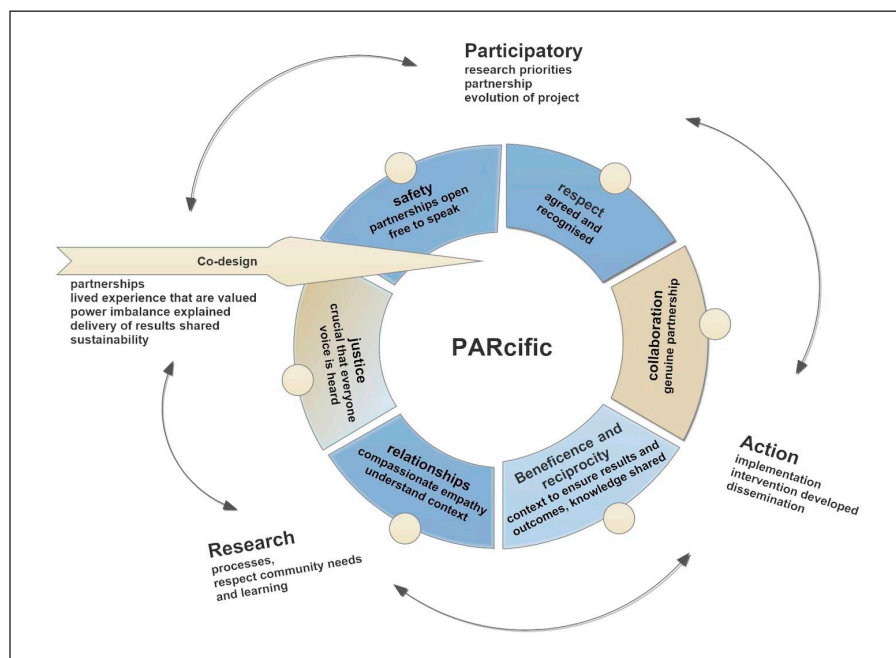 Participatory
research priorities
partnership
evolution of project
safety
partnerships open
free to speak
respect
agreed and
recognised
Co-design
partnerships
lived experience that are valued
power imbalance explained
delivery of results shared
sustainability
justice
crucial that everyone
voice is heard
PARcific
collaboration
genuine partnership
relationships
compassionate empathy
understand context
Beneficence and
reciprocity
context to ensure results and
outcomes, knowledge shared
Action
implementation
intervention developed
dissemination
Research
processes,
respect community needs
and learning